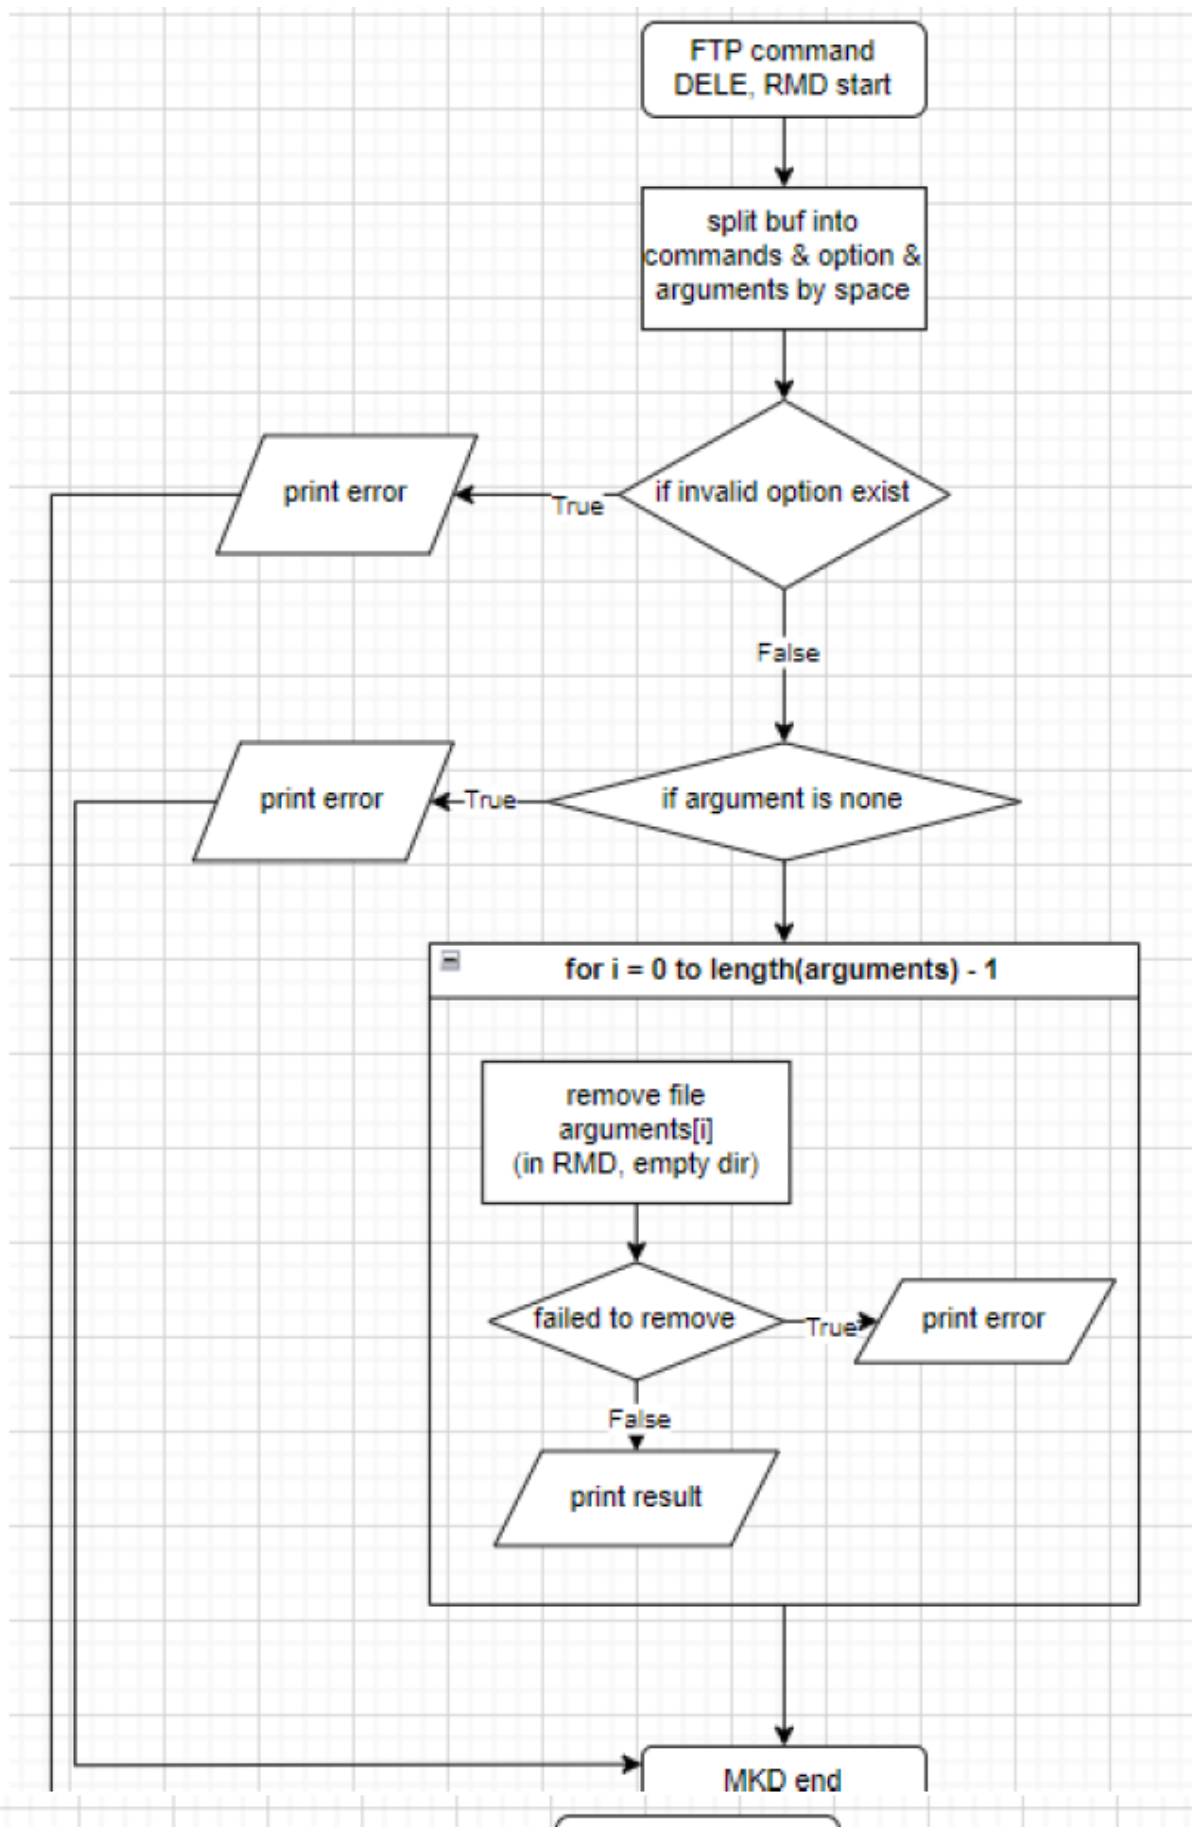 FTP command
DELE, RMD start
split buf into
commands & option &
arguments by space
if invalid option exist
True
print error
False
if argument is none
True
print error
for i = 0 to length(arguments) - 1
remove file
arguments[i]
(in RMD, empty dir)
failed to remove
True
print error
False
print result
MKD end